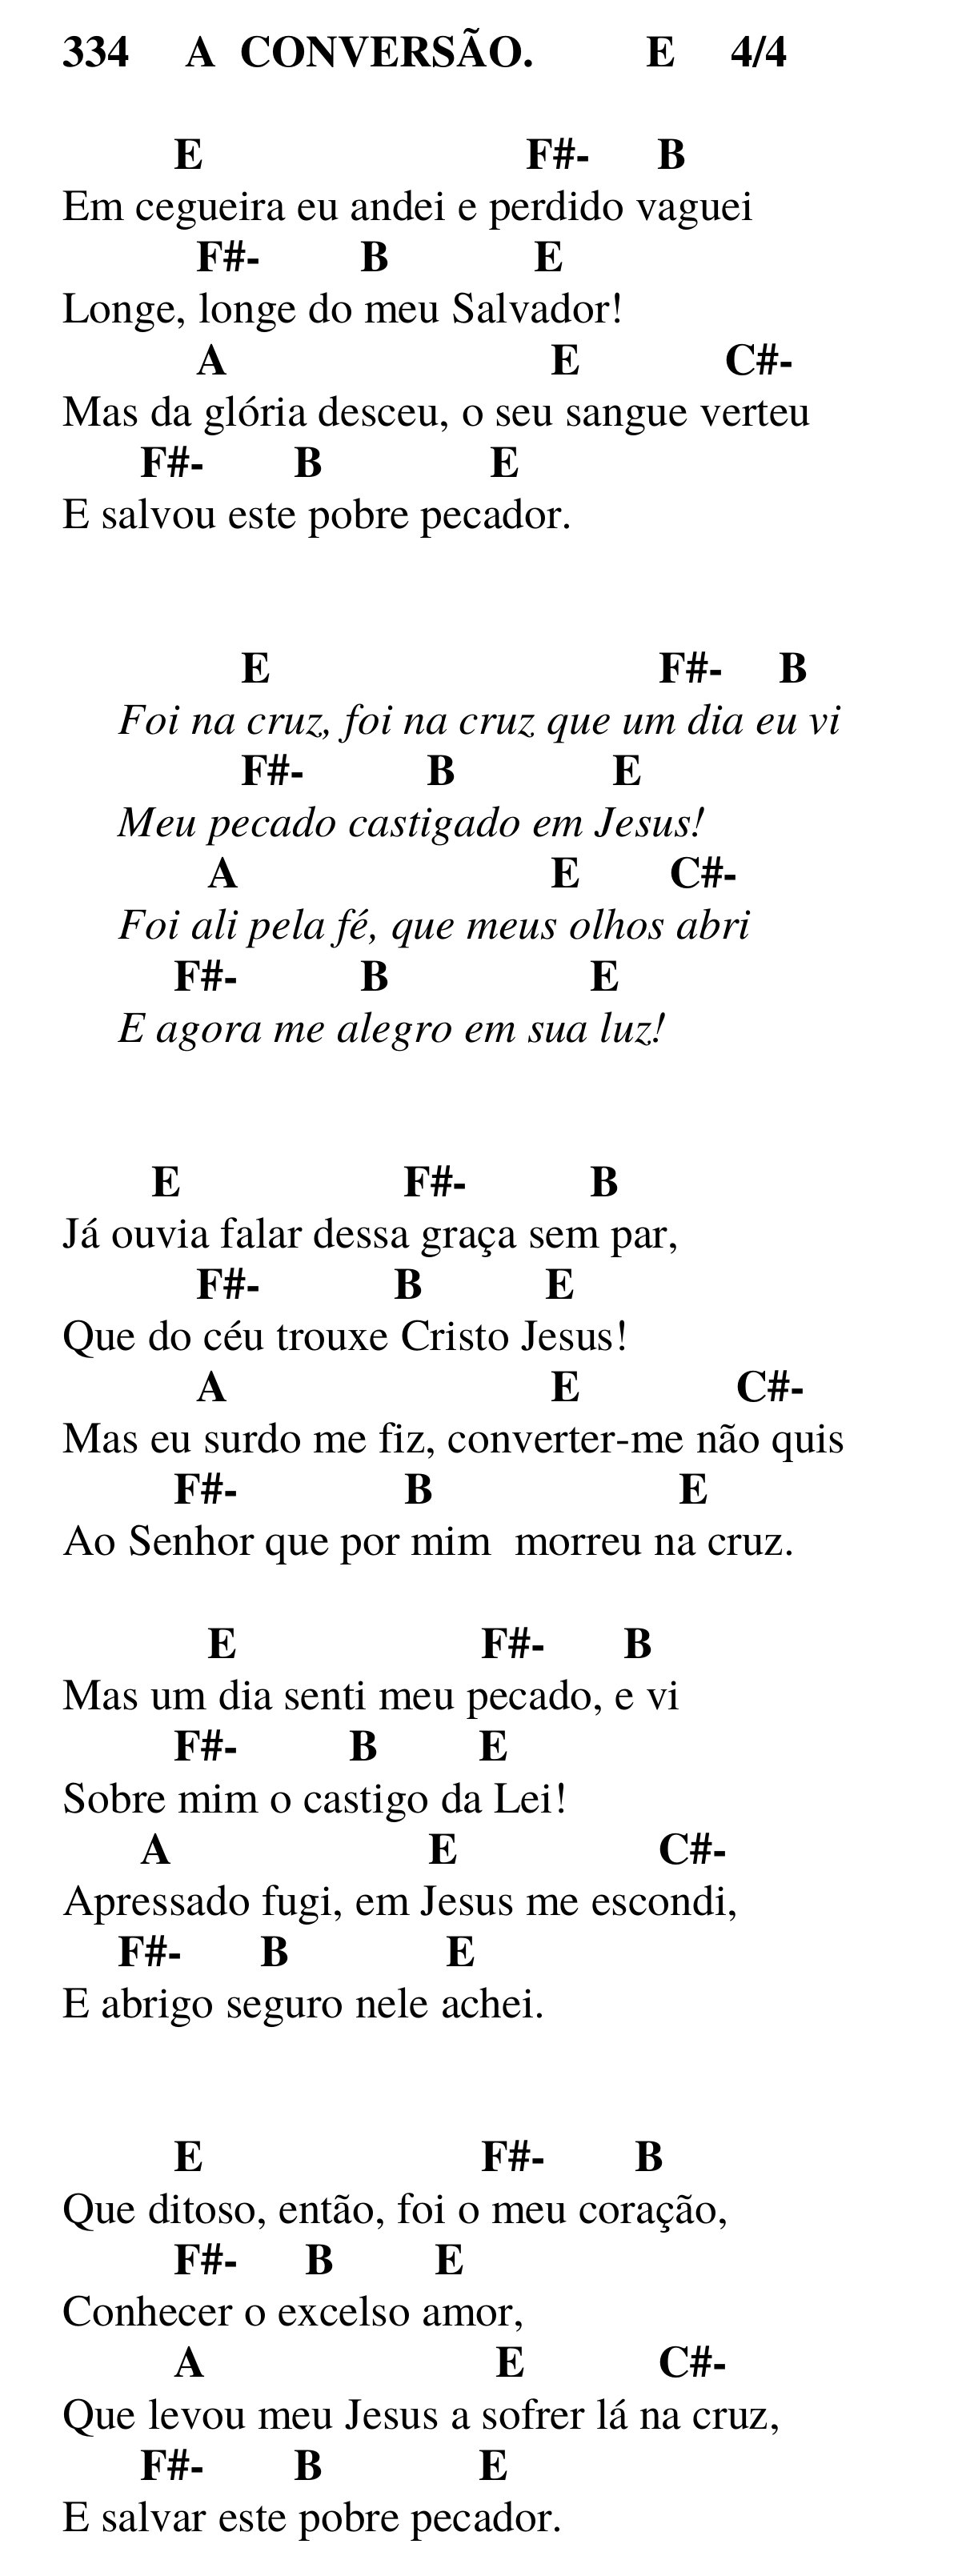 334 A CONVERSÃO. E 4/4
E F#- B
Em cegueira eu andei e perdido vaguei
F#- B E
Longe, longe do meu Salvador!
A E C#-
Mas da glória desceu, o seu sangue verteu
F#- B E
E salvou este pobre pecador.
E F#- B
Foi na cruz, foi na cruz que um dia eu vi
F#- B E
Meu pecado castigado em Jesus!
A E C#-
Foi ali pela fé, que meus olhos abri
F#- B E
E agora me alegro em sua luz!
E F#- B
Já ouvia falar dessa graça sem par,
F#- B E
Que do céu trouxe Cristo Jesus!
A E C#-
Mas eu surdo me fiz, converter-me não quis
F#- B E
Ao Senhor que por mim  morreu na cruz.
E F#- B
Mas um dia senti meu pecado, e vi
F#- B E
Sobre mim o castigo da Lei!
A E C#-
Apressado fugi, em Jesus me escondi,
F#- B E
E abrigo seguro nele achei.
E F#- B
Que ditoso, então, foi o meu coração,
F#- B E
Conhecer o excelso amor,
A E C#-
Que levou meu Jesus a sofrer lá na cruz,
F#- B E
E salvar este pobre pecador.